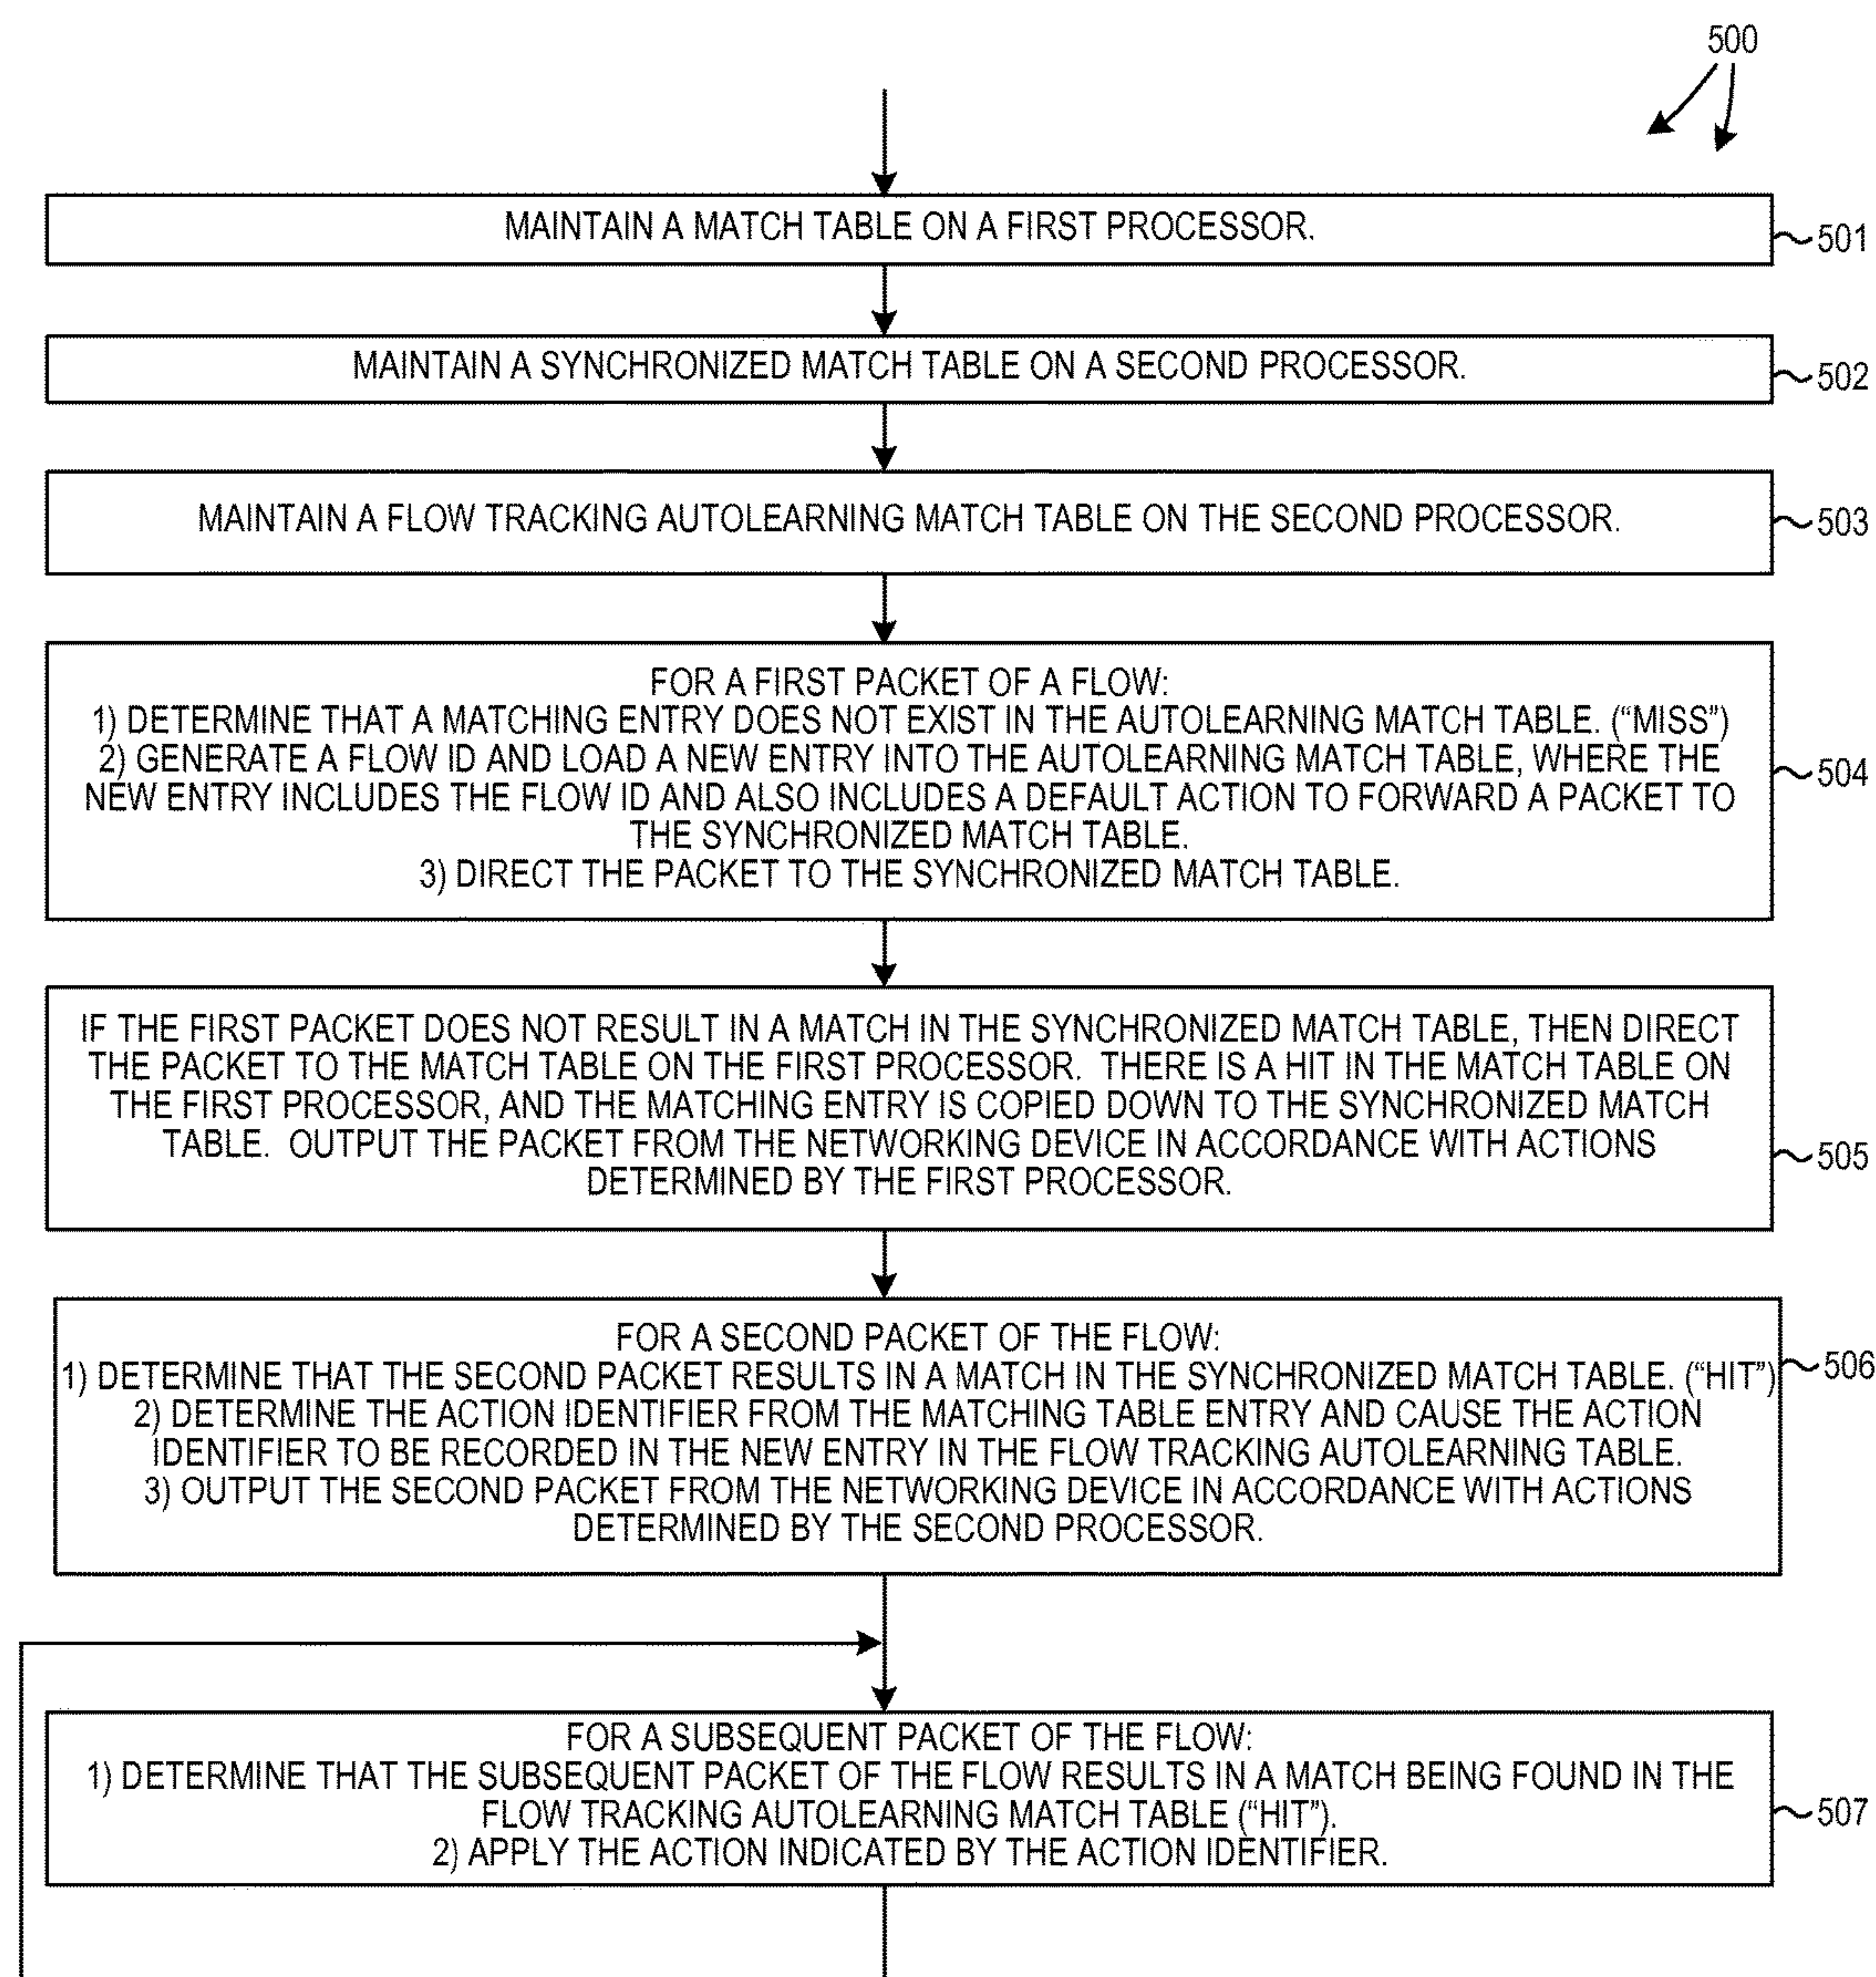 500
MAINTAIN A MATCH TABLE ON A FIRST PROCESSOR.
501
MAINTAIN A SYNCHRONIZED MATCH TABLE ON A SECOND PROCESSOR.
502
MAINTAIN A FLOW TRACKING AUTOLEARNING MATCH TABLE ON THE SECOND PROCESSOR.
503
FOR A FIRST PACKET OF A FLOW:
1) DETERMINE THAT A MATCHING ENTRY DOES NOT EXIST IN THE AUTOLEARNING MATCH TABLE. (“MISS”)
2) GENERATE A FLOW ID AND LOAD A NEW ENTRY INTO THE AUTOLEARNING MATCH TABLE, WHERE THE
NEW ENTRY INCLUDES THE FLOW ID AND ALSO INCLUDES A DEFAULT ACTION TO FORWARD A PACKET TO
THE SYNCHRONIZED MATCH TABLE.
3) DIRECT THE PACKET TO THE SYNCHRONIZED MATCH TABLE.
504
IF THE FIRST PACKET DOES NOT RESULT IN A MATCH IN THE SYNCHRONIZED MATCH TABLE, THEN DIRECT
THE PACKET TO THE MATCH TABLE ON THE FIRST PROCESSOR. THERE IS A HIT IN THE MATCH TABLE ON
THE FIRST PROCESSOR, AND THE MATCHING ENTRY IS COPIED DOWN TO THE SYNCHRONIZED MATCH
TABLE. OUTPUT THE PACKET FROM THE NETWORKING DEVICE IN ACCORDANCE WITH ACTIONS
DETERMINED BY THE FIRST PROCESSOR.
505
FOR A SECOND PACKET OF THE FLOW:
1) DETERMINE THAT THE SECOND PACKET RESULTS IN A MATCH IN THE SYNCHRONIZED MATCH TABLE. (“HIT”)
2) DETERMINE THE ACTION IDENTIFIER FROM THE MATCHING TABLE ENTRY AND CAUSE THE ACTION
IDENTIFIER TO BE RECORDED IN THE NEW ENTRY IN THE FLOW TRACKING AUTOLEARNING TABLE.
3) OUTPUT THE SECOND PACKET FROM THE NETWORKING DEVICE IN ACCORDANCE WITH ACTIONS
DETERMINED BY THE SECOND PROCESSOR.
506
FOR A SUBSEQUENT PACKET OF THE FLOW:
1) DETERMINE THAT THE SUBSEQUENT PACKET OF THE FLOW RESULTS IN A MATCH BEING FOUND IN THE
FLOW TRACKING AUTOLEARNING MATCH TABLE (“HIT”).
2) APPLY THE ACTION INDICATED BY THE ACTION IDENTIFIER.
507